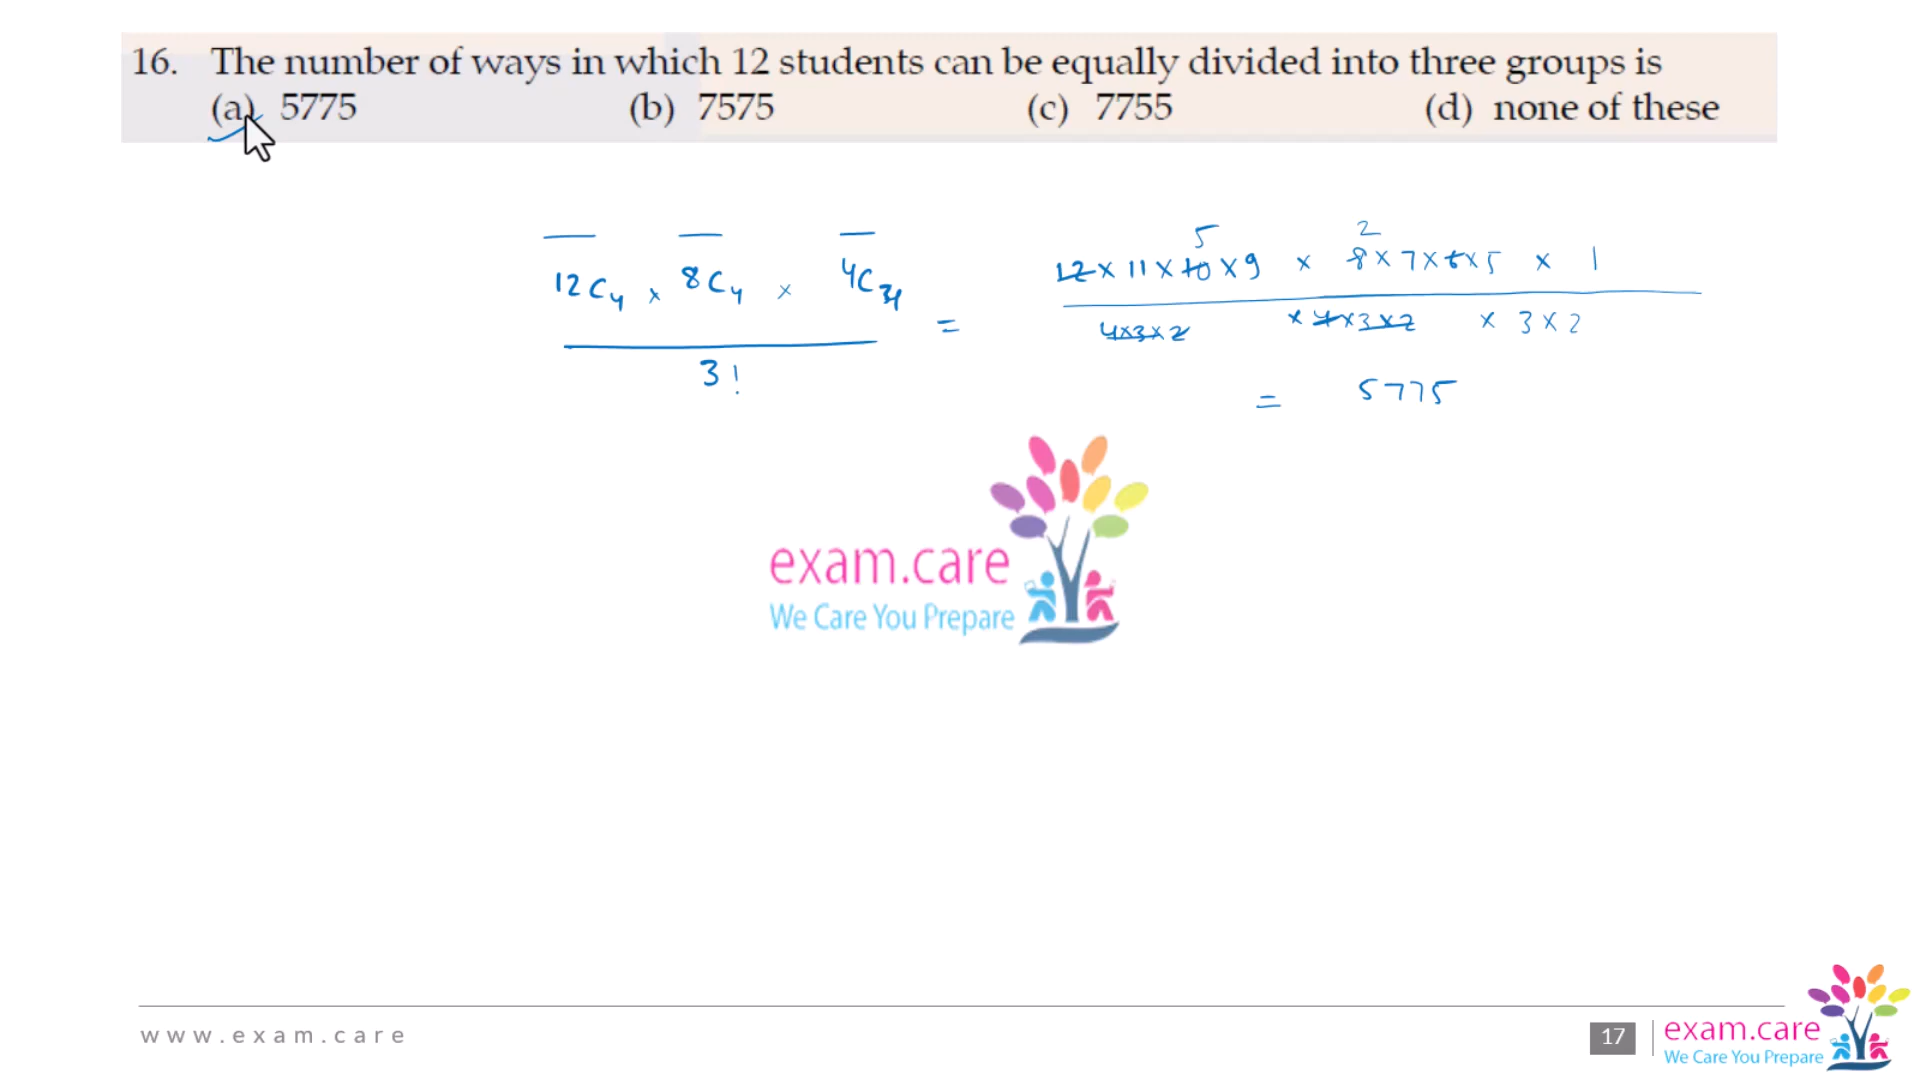 16. The number of ways in which 12 students can be equally divided into three groups is
(a) 5775 (b) 7575 (c) 7755 (d) none of these
12C4 × 8C4 × 4C4
3!
=
5 2
12 × 11 × 10 × 9 × 8 × 7 × 6 × 5 × 1
4×3×2 × 4×3×2 × 3×2
= 5775
exam.care
We Care You Prepare
www.exam.care
17
exam.care
We Care You Prepare